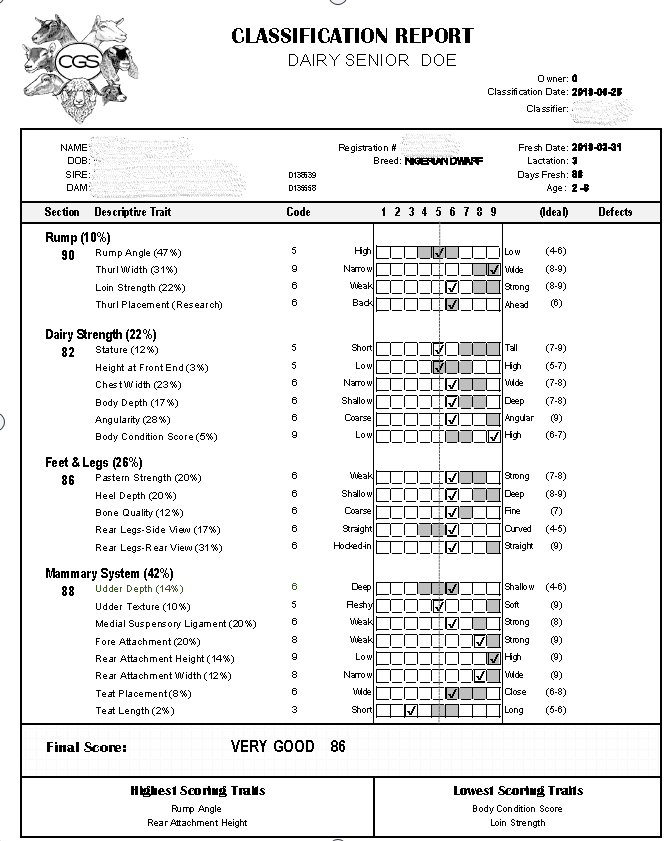 CGS
CLASSIFICATION REPORT
DAIRY SENIOR DOE
Owner: 0
Classification Date:
Classifier:
NAME: Registration # Fresh Date:
DOB: Breed: NIGERIAN DWARF Lactation: 3
SIRE: D138639 Days Fresh: 86
DAM: D138558 Age:
Section Descriptive Trait Code 1 2 3 4 5 6 7 8 9 (Ideal) Defects
Rump (10%)
90 Rump Angle (47%) 5 High Low (4-6)
Thurl Width (31%) 9 Narrow Wide (8-9)
Loin Strength (22%) 6 Weak Strong (8-9)
Thurl Placement (Research) 6 Back Ahead (6)
Dairy Strength (22%)
82 Stature (12%) 5 Short Tall (7-9)
Height at Front End (3%) 5 Low High (5-7)
Chest Width (23%) 6 Narrow Wide (7-8)
Body Depth (17%) 6 Shallow Deep (7-8)
Angularity (28%) 6 Coarse Angular (9)
Body Condition Score (5%) 9 Low High (6-7)
Feet & Legs (26%)
86 Pastern Strength (20%) 6 Weak Strong (7-8)
Heel Depth (20%) 6 Shallow Deep (8-9)
Bone Quality (12%) 6 Coarse Fine (7)
Rear Legs-Side View (17%) 6 Straight Curved (4-5)
Rear Legs-Rear View (31%) 6 Hocked-in Straight (9)
Mammary System (42%)
88 Udder Depth (14%) 6 Deep Shallow (4-6)
Udder Texture (10%) 5 Fleshy Soft (9)
Medial Suspensory Ligament (20%) 6 Weak Strong (8)
Fore Attachment (20%) 8 Weak Strong (9)
Rear Attachment Height (14%) 9 Low High (9)
Rear Attachment Width (12%) 8 Narrow Wide (9)
Teat Placement (8%) 6 Wide Close (6-8)
Teat Length (2%) 3 Short Long (5-6)
Final Score: VERY GOOD 86
Highest Scoring Traits Lowest Scoring Traits
Rump Angle Body Condition Score
Rear Attachment Height Loin Strength